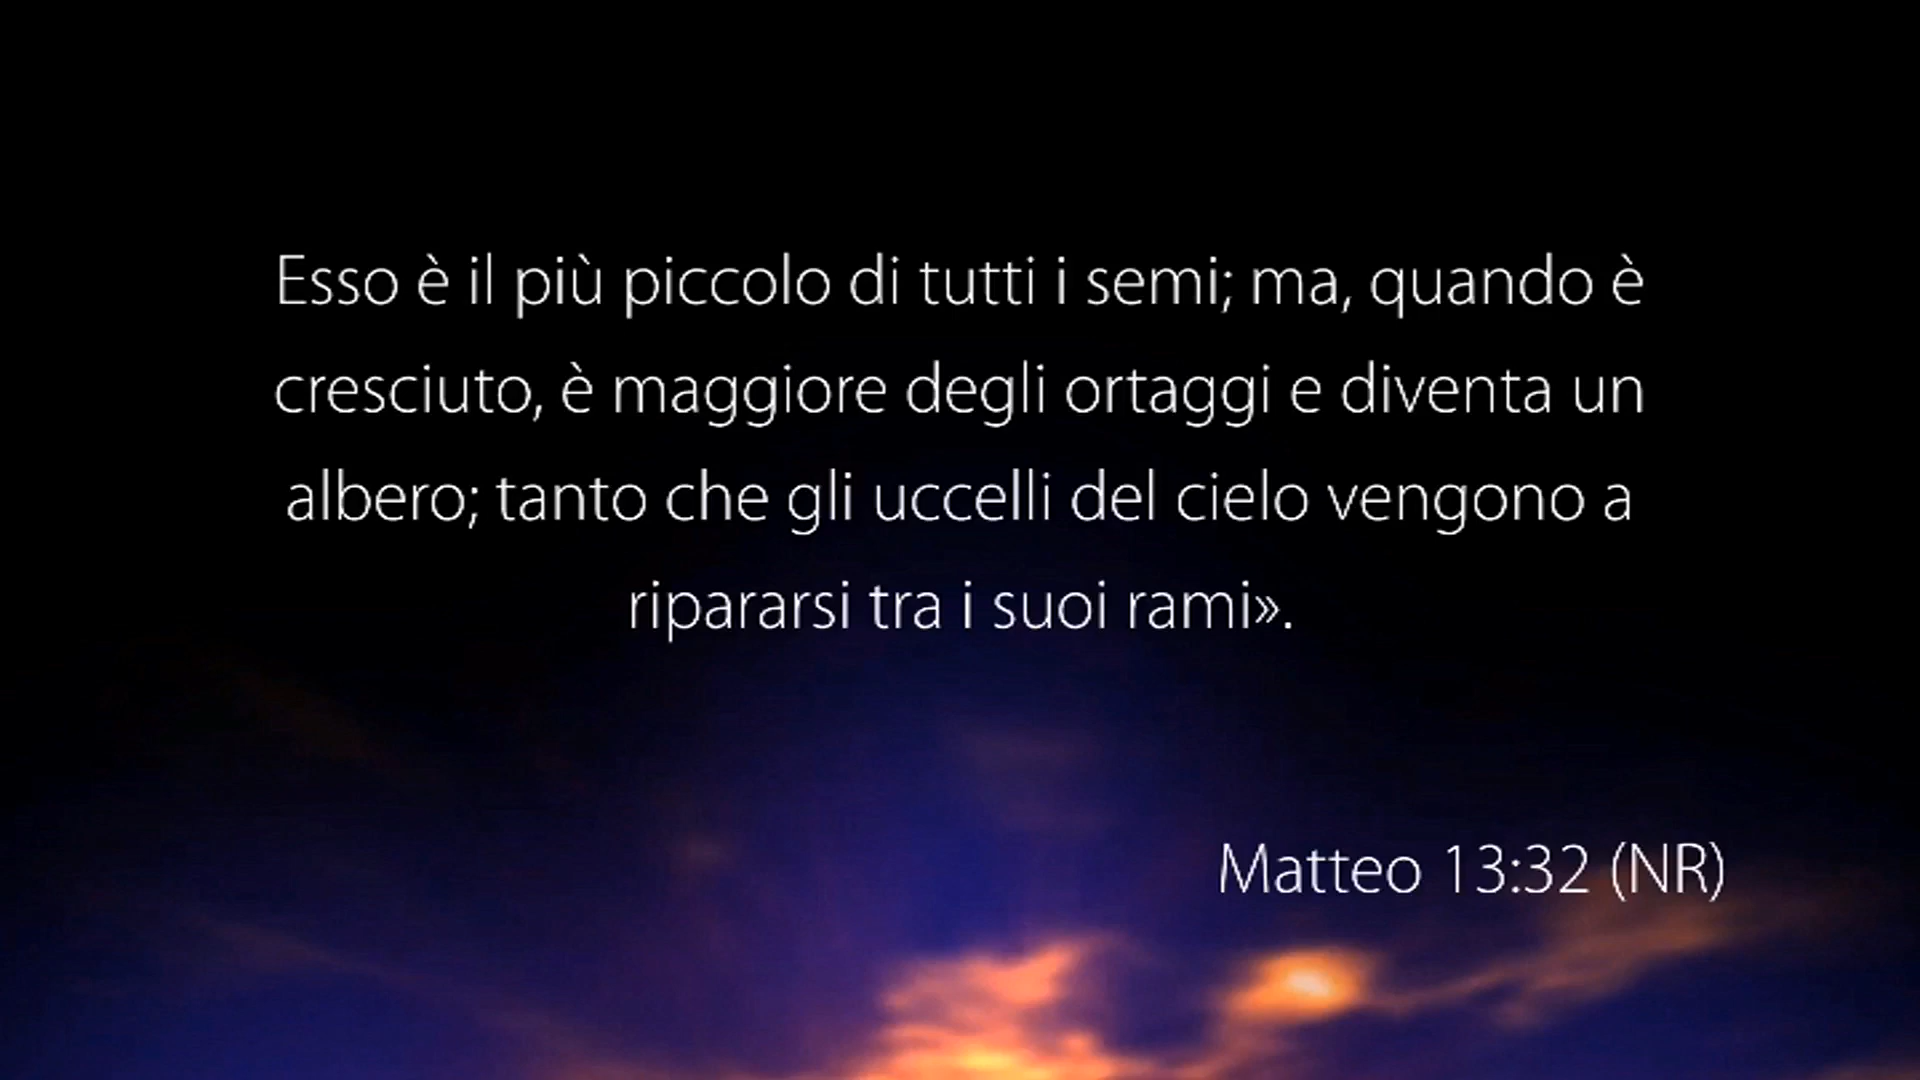 Esso è il più piccolo di tutti i semi; ma, quando è
cresciuto, è maggiore degli ortaggi e diventa un
albero; tanto che gli uccelli del cielo vengono a
ripararsi tra i suoi rami».
Matteo 13:32 (NR)